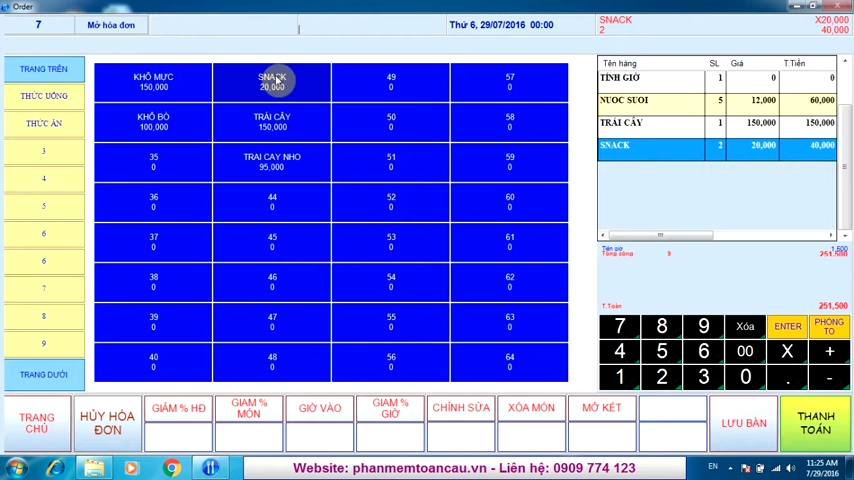 Order
7
Mở hóa đơn
Thứ 6, 29/07/2016 00:00
SNACK
X20,000
2
40,000
TRANG TRÊN
THỨC UỐNG
THỨC ĂN
3
4
5
6
6
7
8
9
TRANG DƯỚI
KHÔ MỰC
150,000
SNACK
20,000
49
0
57
0
KHÔ BÒ
100,000
TRÁI CÂY
150,000
50
0
58
0
35
0
TRAI CAY NHO
95,000
51
0
59
0
36
0
44
0
52
0
60
0
37
0
45
0
53
0
61
0
38
0
46
0
54
0
62
0
39
0
47
0
55
0
63
0
40
0
48
0
56
0
64
0
Tên hàng SL Giá T.Tiền
TÍNH GIỜ 1 0 0
NUOC SUOI 5 12,000 60,000
TRÁI CÂY 1 150,000 150,000
SNACK 2 20,000 40,000
Tiền giờ 1,500
Tổng cộng 9 251,500
T.Toán 251,500
7 8 9 Xóa ENTER PHÓNG TO
4 5 6 00 X +
1 2 3 0 . -
TRANG CHỦ
HỦY HÓA ĐƠN
GIẢM % HĐ
GIAM % MÓN
GIỜ VÀO
GIAM % GIỜ
CHỈNH SỬA
XÓA MÓN
MỞ KÉT
LƯU BÀN
THANH TOÁN
Website: phanmemtoancau.vn - Liên hệ: 0909 774 123
EN
11:25 AM
7/29/2016